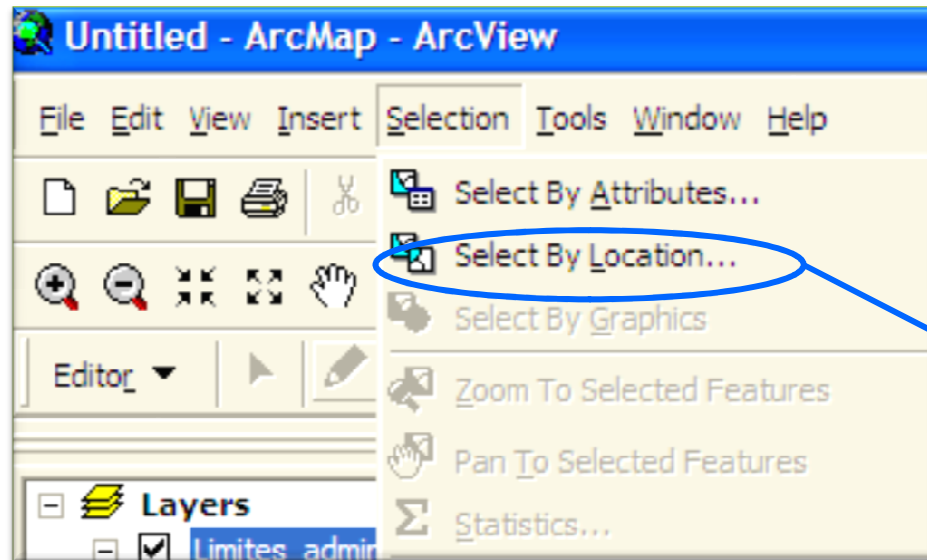 Untitled - ArcMap - ArcView
File Edit View Insert Selection Tools Window Help
Select By Attributes...
Select By Location...
Select By Graphics
Editor
Zoom To Selected Features
Pan To Selected Features
Layers
Statistics...
Limites